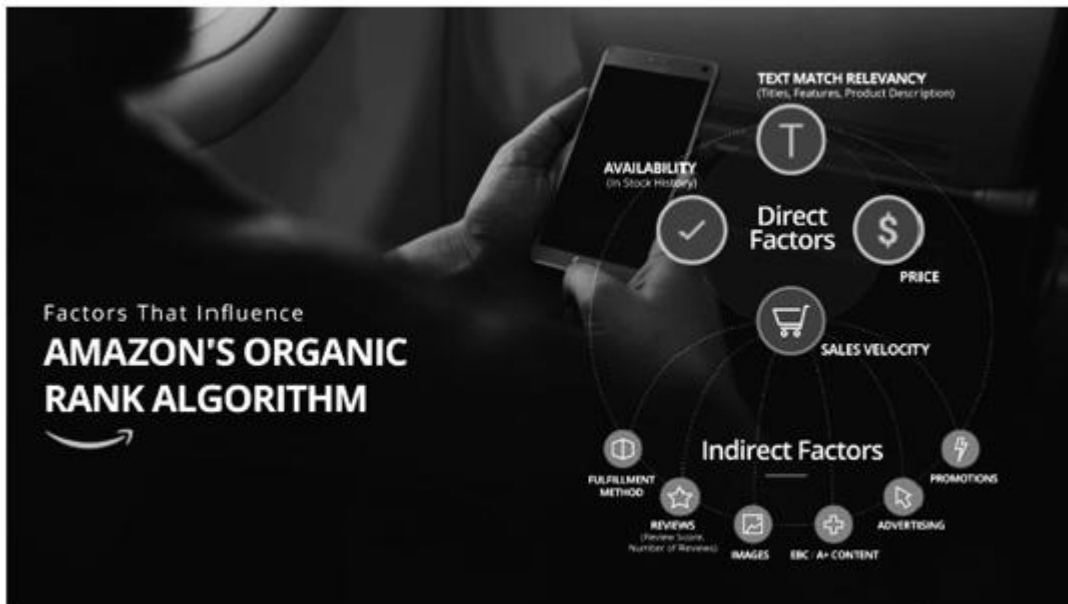 Factors That Influence
AMAZON'S ORGANIC
RANK ALGORITHM
TEXT MATCH RELEVANCY
(Titles, Features, Product Description)
T
AVAILABILITY
(In Stock History)
Direct
Factors
$
PRIICE
SALES VELOCITY
Indirect Factors
FULFILLMENT
METHOD
REVIEWS
(Review Score,
Number of Reviews)
IMAGES
EBC / A+ CONTENT
ADVERTISING
PROMOTIONS